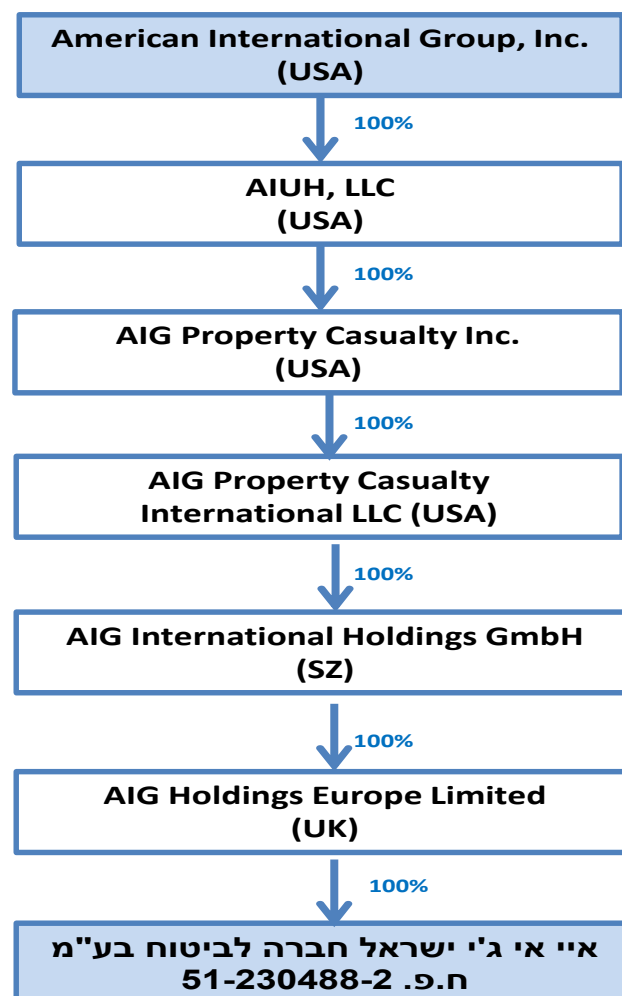 American International Group, Inc.
(USA)
100%
AIUH, LLC
(USA)
100%
AIG Property Casualty Inc.
(USA)
100%
AIG Property Casualty
International LLC (USA)
100%
AIG International Holdings GmbH
(SZ)
100%
AIG Holdings Europe Limited
(UK)
100%
איי אי ג'י ישראל חברה לביטוח בע"מ
ח.פ. 51-230488-2